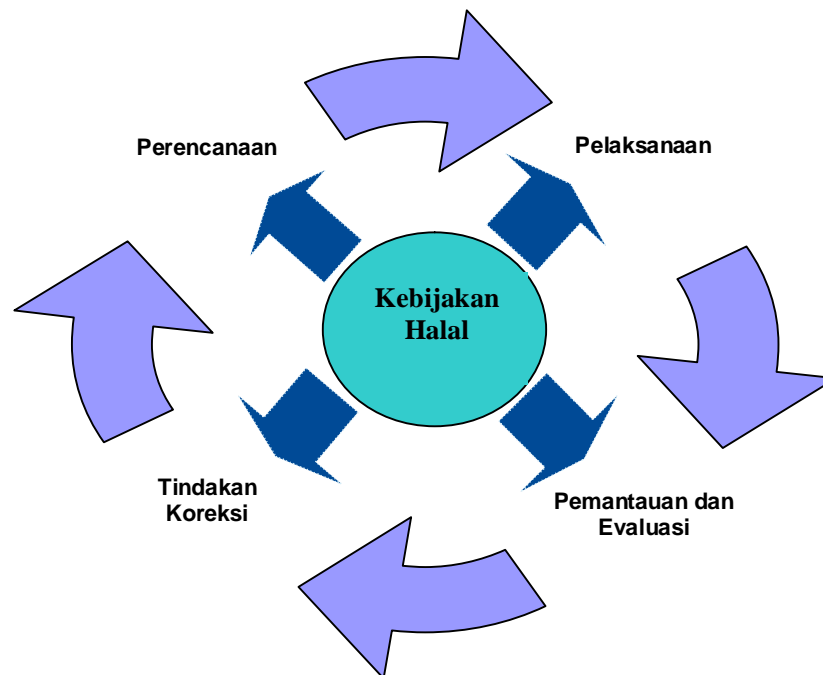 Perencanaan
Pelaksanaan
Kebijakan
Halal
Tindakan
Koreksi
Pemantauan dan
Evaluasi